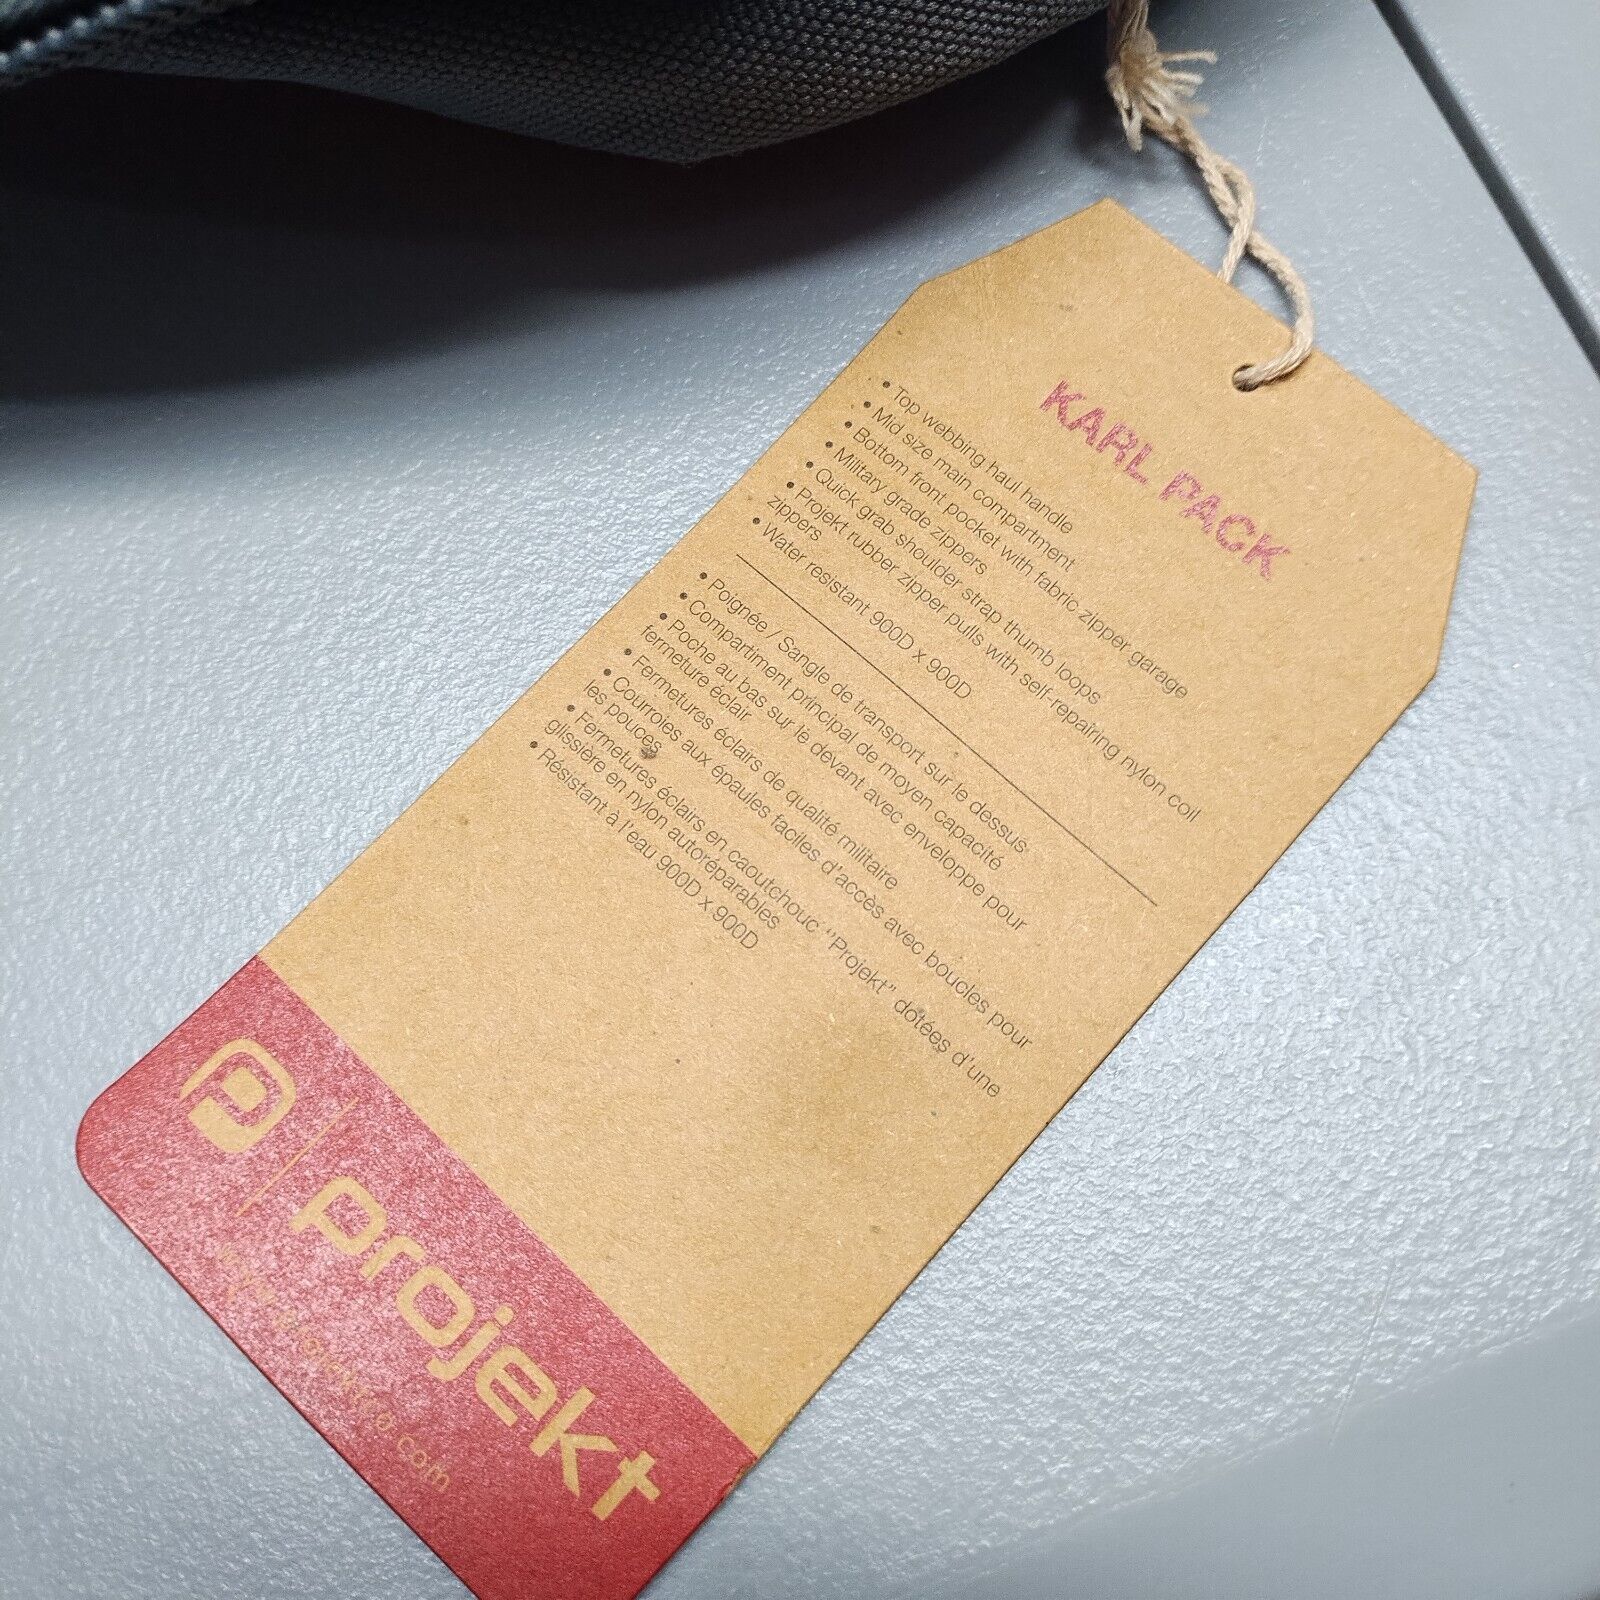 KARL PACK
• Top webbing haul handle
• Mid size main compartment
• Bottom front pocket with fabric zipper garage
• Military grade zippers
• Quick grab shoulder strap thumb loops
• Projekt rubber zipper pulls with self-repairing nylon coil
zippers
• Water resistant 900D x 900D
• Poignée / Sangle de transport sur le dessus
• Compartiment principal de moyen capacité
• Poche au bas sur le devant avec enveloppe pour
fermeture éclair
• Fermetures éclairs de qualité militaire
• Courroies aux épaules faciles d'accès avec boucles pour
les pouces
• Fermetures éclairs en caoutchouc "Projekt" dotées d'une
glissière en nylon autoréparables
• Résistant à l'eau 900D x 900D
projekt
www.projektco.com